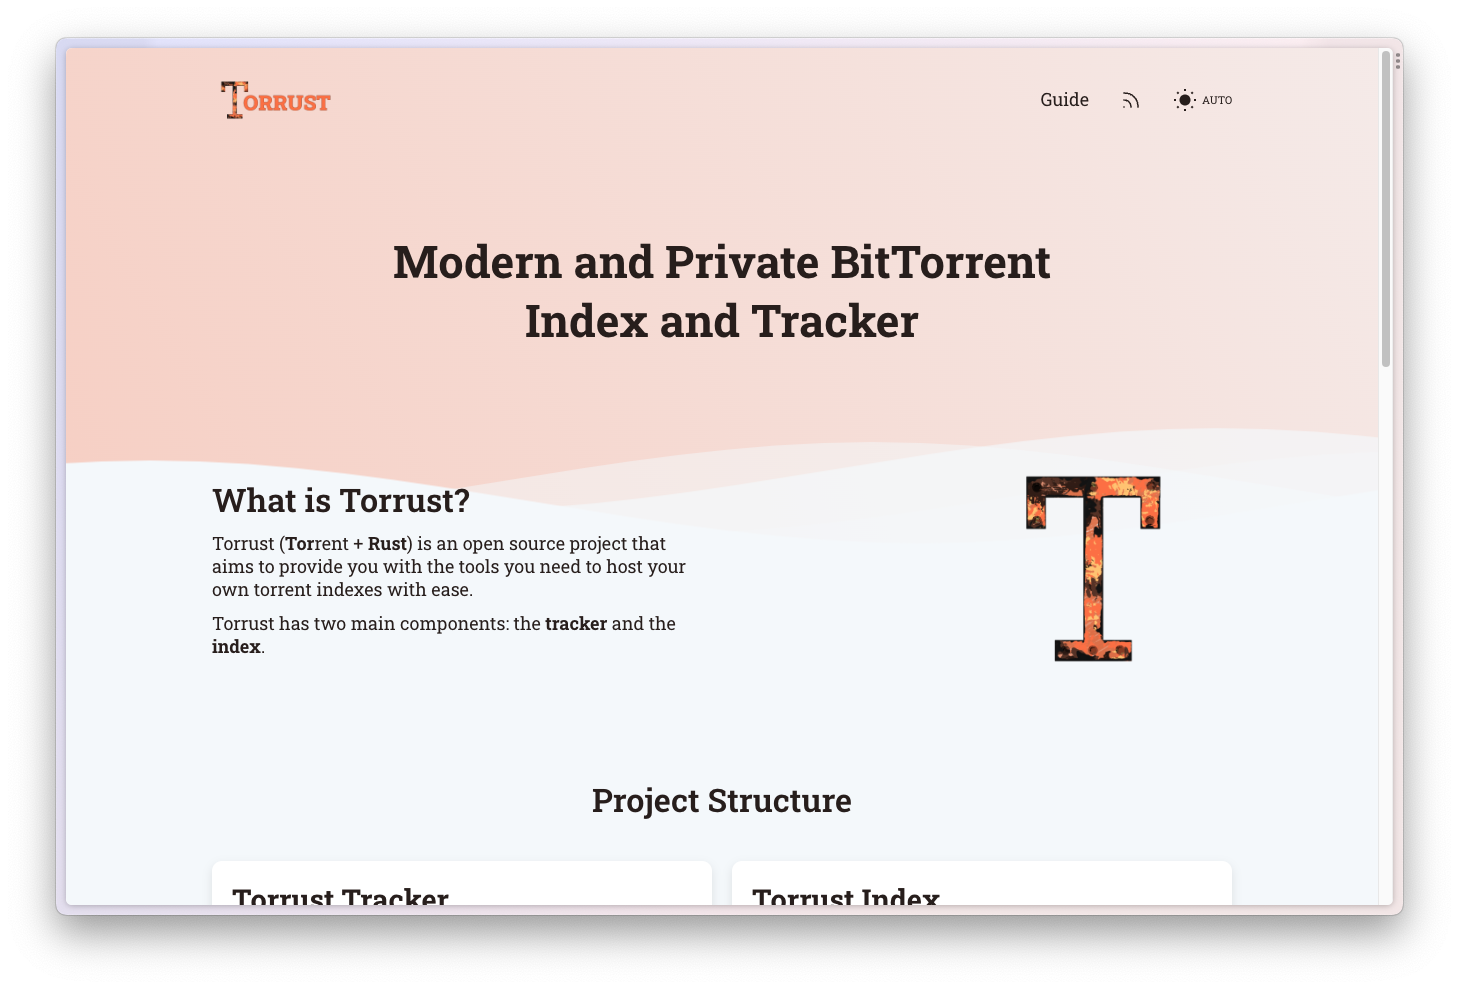 TORRUST
Guide
AUTO
Modern and Private BitTorrent
Index and Tracker
What is Torrust?
Torrust (Torrent + Rust) is an open source project that
aims to provide you with the tools you need to host your
own torrent indexes with ease.
Torrust has two main components: the tracker and the
index.
T
Project Structure
Torrust Tracker
Torrust Index